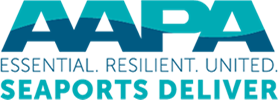 AAPA
ESSENTIAL. RESILIENT. UNITED.
SEAPORTS DELIVER